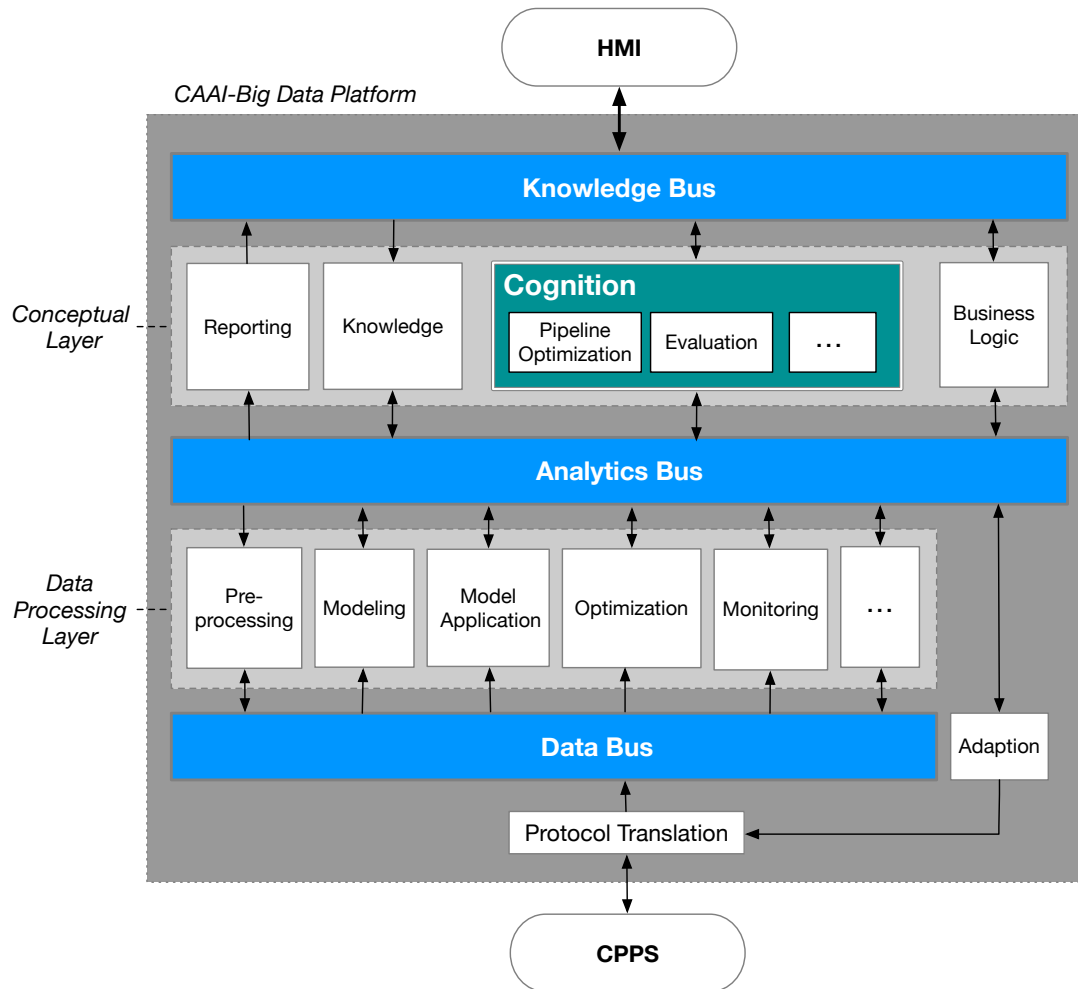 HMI
CAAI-Big Data Platform
Knowledge Bus
Conceptual
Layer
Reporting
Knowledge
Cognition
Pipeline
Optimization
Evaluation
...
Business
Logic
Analytics Bus
Data
Processing
Layer
Pre-
processing
Modeling
Model
Application
Optimization
Monitoring
...
Data Bus
Adaption
Protocol Translation
CPPS